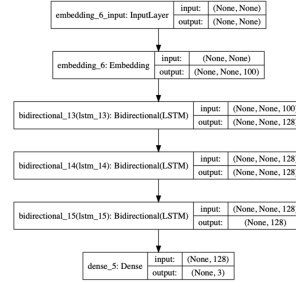 embedding_6_input: InputLayer input: (None, None)
output: (None, None)
embedding_6: Embedding input: (None, None)
output: (None, None, 100)
bidirectional_13(lstm_13): Bidirectional(LSTM) input: (None, None, 100)
output: (None, None, 128)
bidirectional_14(lstm_14): Bidirectional(LSTM) input: (None, None, 128)
output: (None, None, 128)
bidirectional_15(lstm_15): Bidirectional(LSTM) input: (None, None, 128)
output: (None, 128)
dense_5: Dense input: (None, 128)
output: (None, 3)